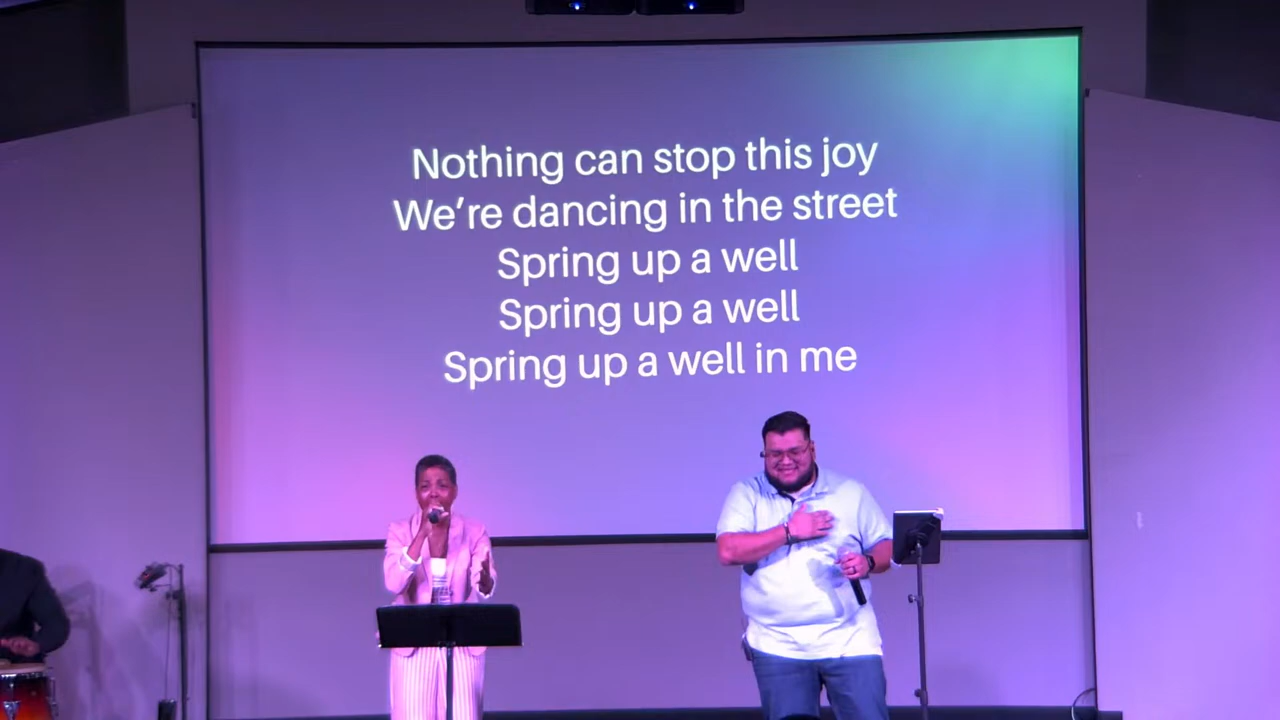 Nothing can stop this joy
We're dancing in the street
Spring up a well
Spring up a well
Spring up a well in me